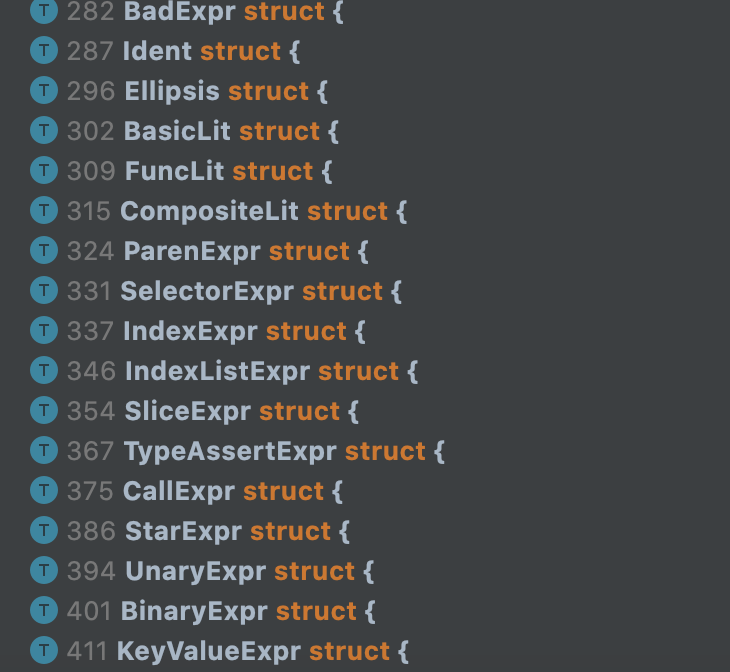 T 282 BadExpr struct {
T 287 Ident struct {
T 296 Ellipsis struct {
T 302 BasicLit struct {
T 309 FuncLit struct {
T 315 CompositeLit struct {
T 324 ParenExpr struct {
T 331 SelectorExpr struct {
T 337 IndexExpr struct {
T 346 IndexListExpr struct {
T 354 SliceExpr struct {
T 367 TypeAssertExpr struct {
T 375 CallExpr struct {
T 386 StarExpr struct {
T 394 UnaryExpr struct {
T 401 BinaryExpr struct {
T 411 KeyValueExpr struct {